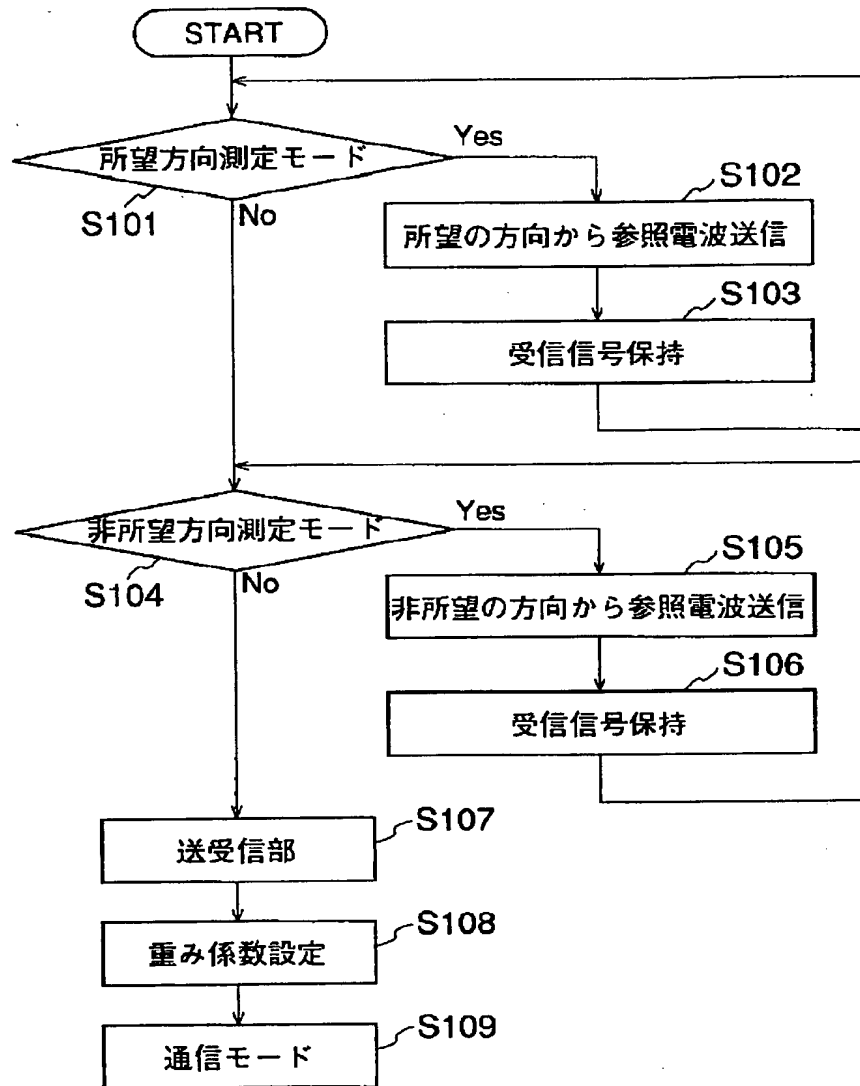 START
所望方向測定モード
Yes
S101
No
S102
所望の方向から参照電波送信
S103
受信信号保持
非所望方向測定モード
Yes
S104
No
S105
非所望の方向から参照電波送信
S106
受信信号保持
S107
送受信部
S108
重み係数設定
S109
通信モード